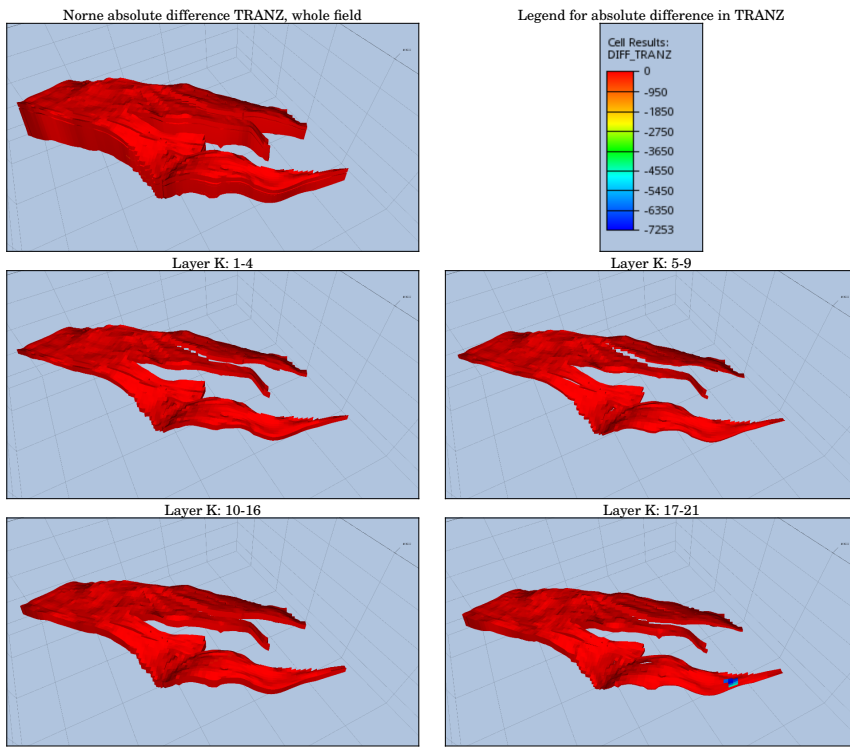 Norne absolute difference TRANZ, whole field
Legend for absolute difference in TRANZ
Cell Results:
DIFF_TRANZ
0
-950
-1850
-2750
-3650
-4550
-5450
-6350
-7253
Layer K: 1-4
Layer K: 5-9
Layer K: 10-16
Layer K: 17-21